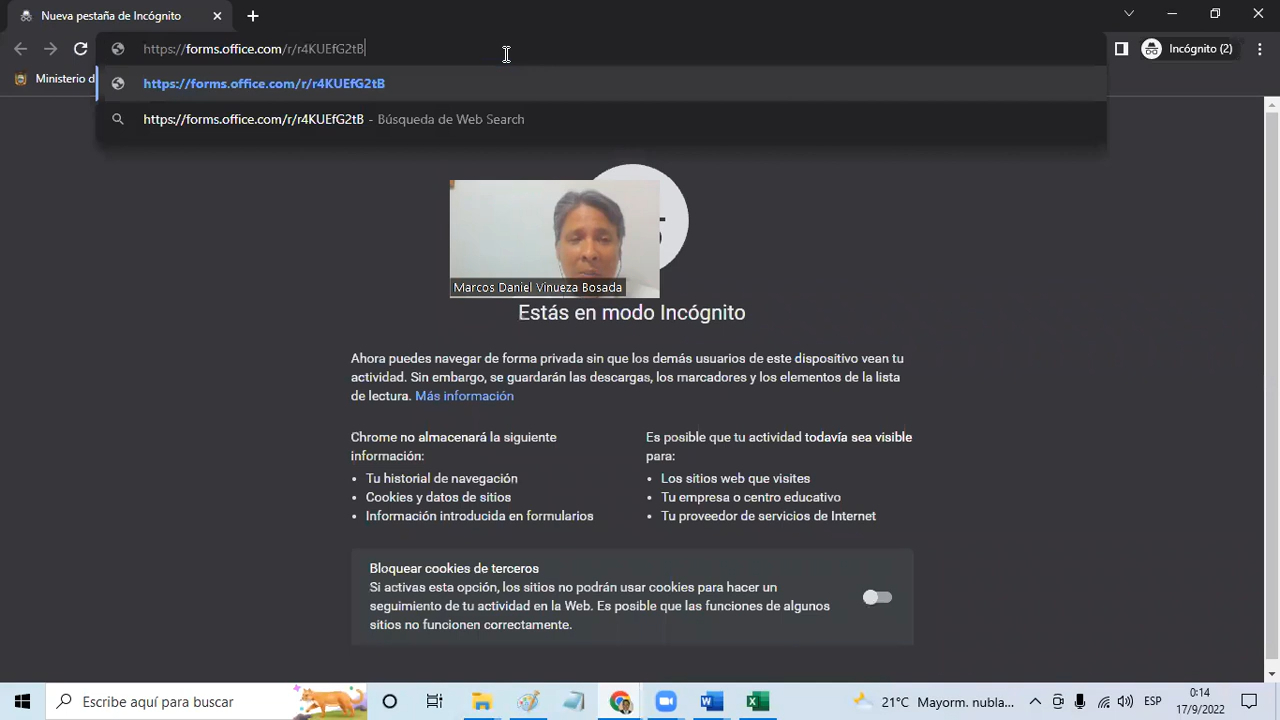 Nueva pestaña de Incógnito
https://forms.office.com/r/r4KUEfG2tB
Incógnito (2)
Ministerio d
https://forms.office.com/r/r4KUEfG2tB
https://forms.office.com/r/r4KUEfG2tB - Búsqueda de Web Search
Marcos Daniel Vinueza Bosada
Estás en modo Incógnito
Ahora puedes navegar de forma privada sin que los demás usuarios de este dispositivo vean tu
actividad. Sin embargo, se guardarán las descargas, los marcadores y los elementos de la lista
de lectura. Más información
Chrome no almacenará la siguiente
información:
• Tu historial de navegación
• Cookies y datos de sitios
• Información introducida en formularios
Es posible que tu actividad todavía sea visible
para:
• Los sitios web que visites
• Tu empresa o centro educativo
• Tu proveedor de servicios de Internet
Bloquear cookies de terceros
Si activas esta opción, los sitios no podrán usar cookies para hacer un
seguimiento de tu actividad en la Web. Es posible que las funciones de algunos
sitios no funcionen correctamente.
Escribe aquí para buscar
21°C Mayorm. nubla...
ESP
0:14
17/9/2022